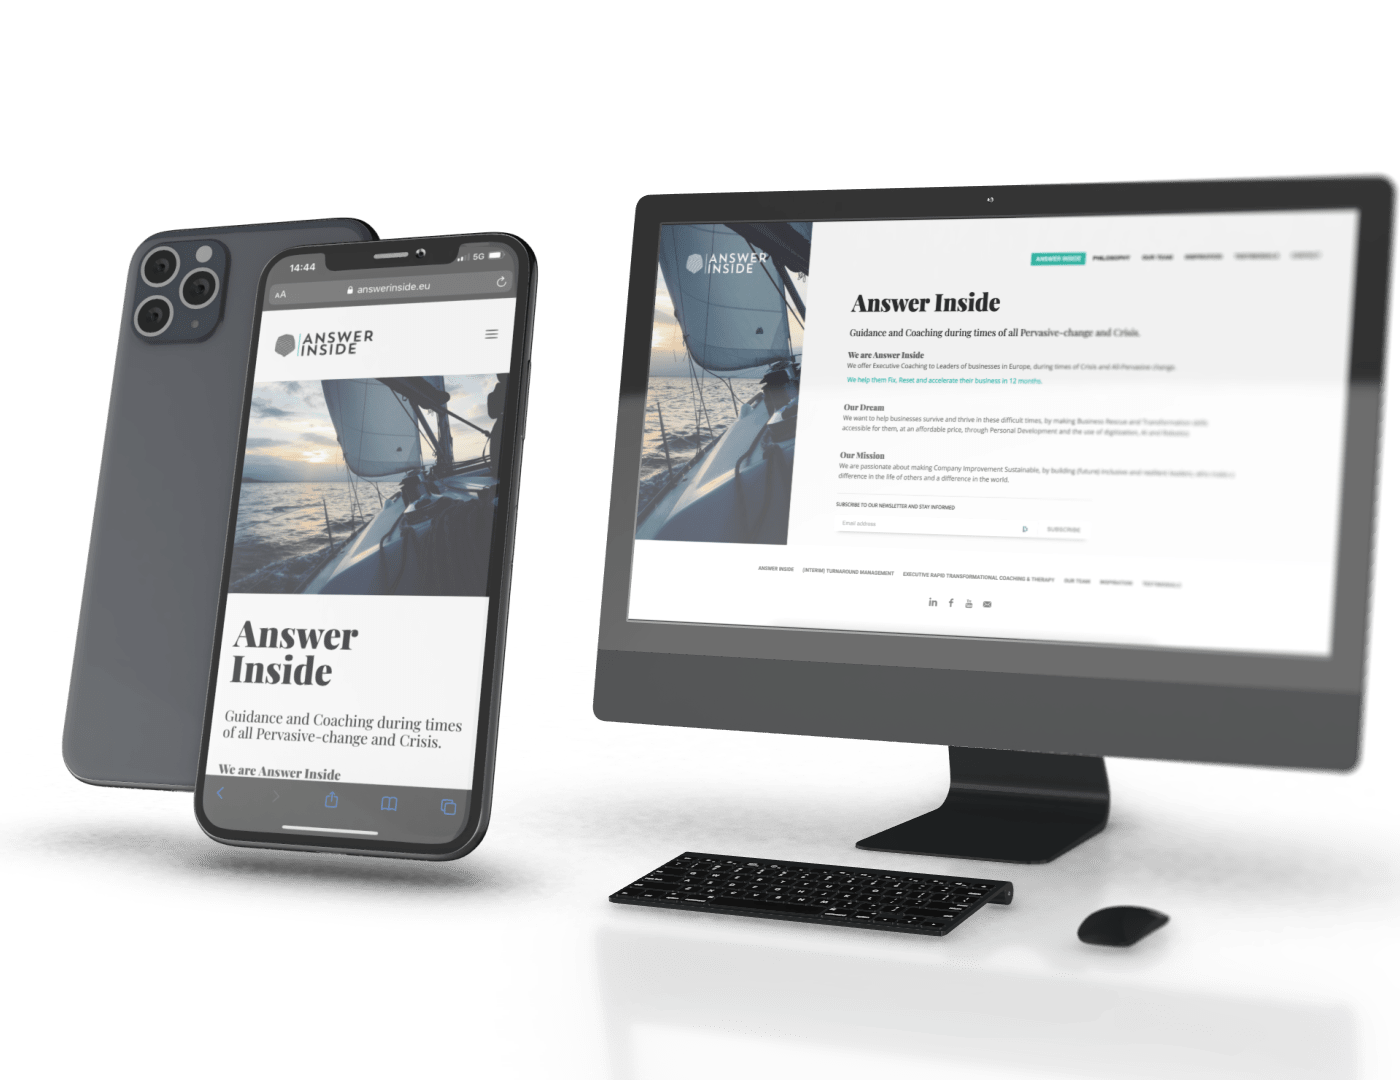 14:44
5G
AA
answerinside.eu
ANSWER
INSIDE
Answer
Inside
Guidance and Coaching during times
of all Pervasive-change and Crisis.
We are Answer Inside
ANSWER
INSIDE
ANSWER INSIDE PHILOSOPHY OUR TEAM INSPIRATION TESTIMONIALS CONTACT
Answer Inside
Guidance and Coaching during times of all Pervasive-change and Crisis.
We are Answer Inside
We offer Executive Coaching to Leaders of businesses in Europe, during times of Crisis and All-Pervasive change.
We help them Fix, Reset and accelerate their business in 12 months.
Our Dream
We want to help businesses survive and thrive in these difficult times, by making Business Rescue and Transformation skills
accessible for them, at an affordable price, through Personal Development and the use of digitization, AI and Robotics
Our Mission
We are passionate about making Company Improvement Sustainable, by building (future) inclusive and resilient leaders, who make a
difference in the life of others and a difference in the world.
SUBSCRIBE TO OUR NEWSLETTER AND STAY INFORMED
Email address SUBSCRIBE
ANSWER INSIDE (INTERIM) TURNAROUND MANAGEMENT EXECUTIVE RAPID TRANSFORMATIONAL COACHING & THERAPY OUR TEAM INSPIRATION TESTIMONIALS